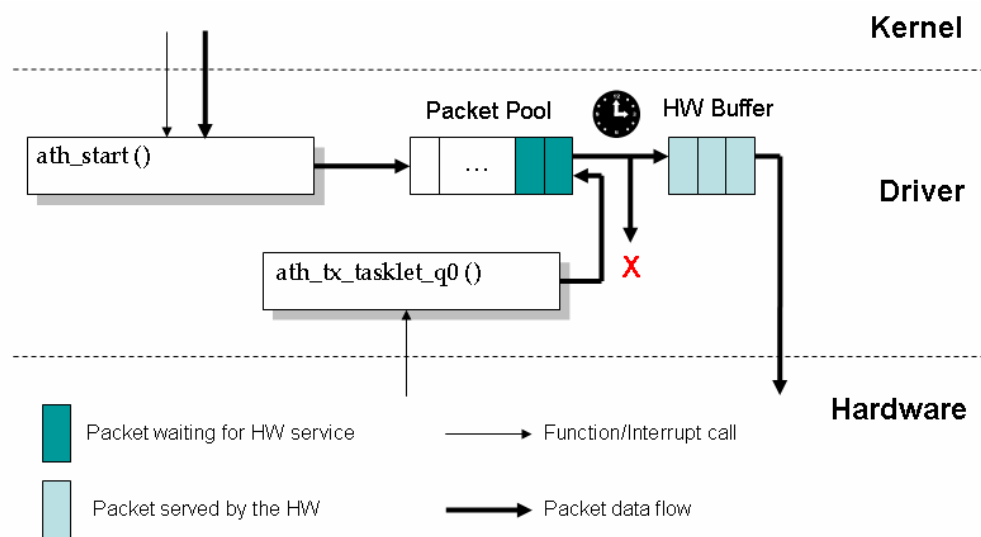 Kernel
Packet Pool
HW Buffer
ath_start ()
...
Driver
X
ath_tx_tasklet_q0 ()
Hardware
Packet waiting for HW service
Function/Interrupt call
Packet served by the HW
Packet data flow